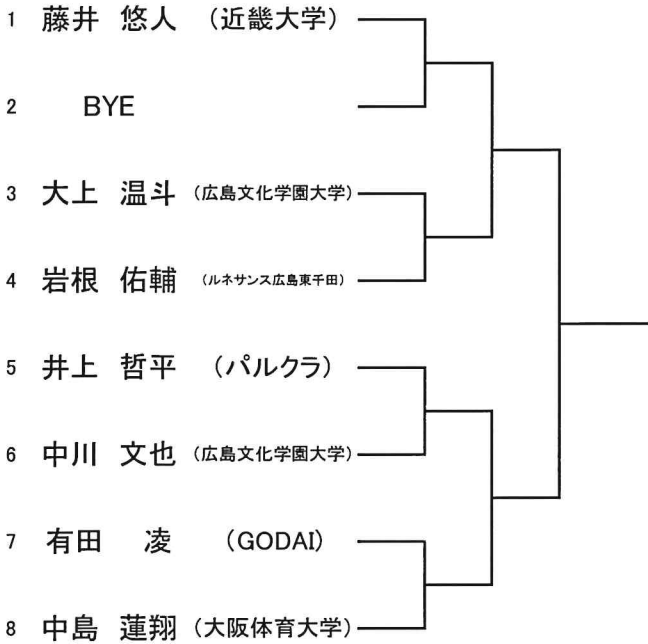 1 藤井 悠人 (近畿大学)
2 BYE
3 大上 温斗 (広島文化学園大学)
4 岩根 佑輔 (ルネサンス広島東千田)
5 井上 哲平 (パルクラ)
6 中川 文也 (広島文化学園大学)
7 有田 凌 (GODAI)
8 中島 蓮翔 (大阪体育大学)